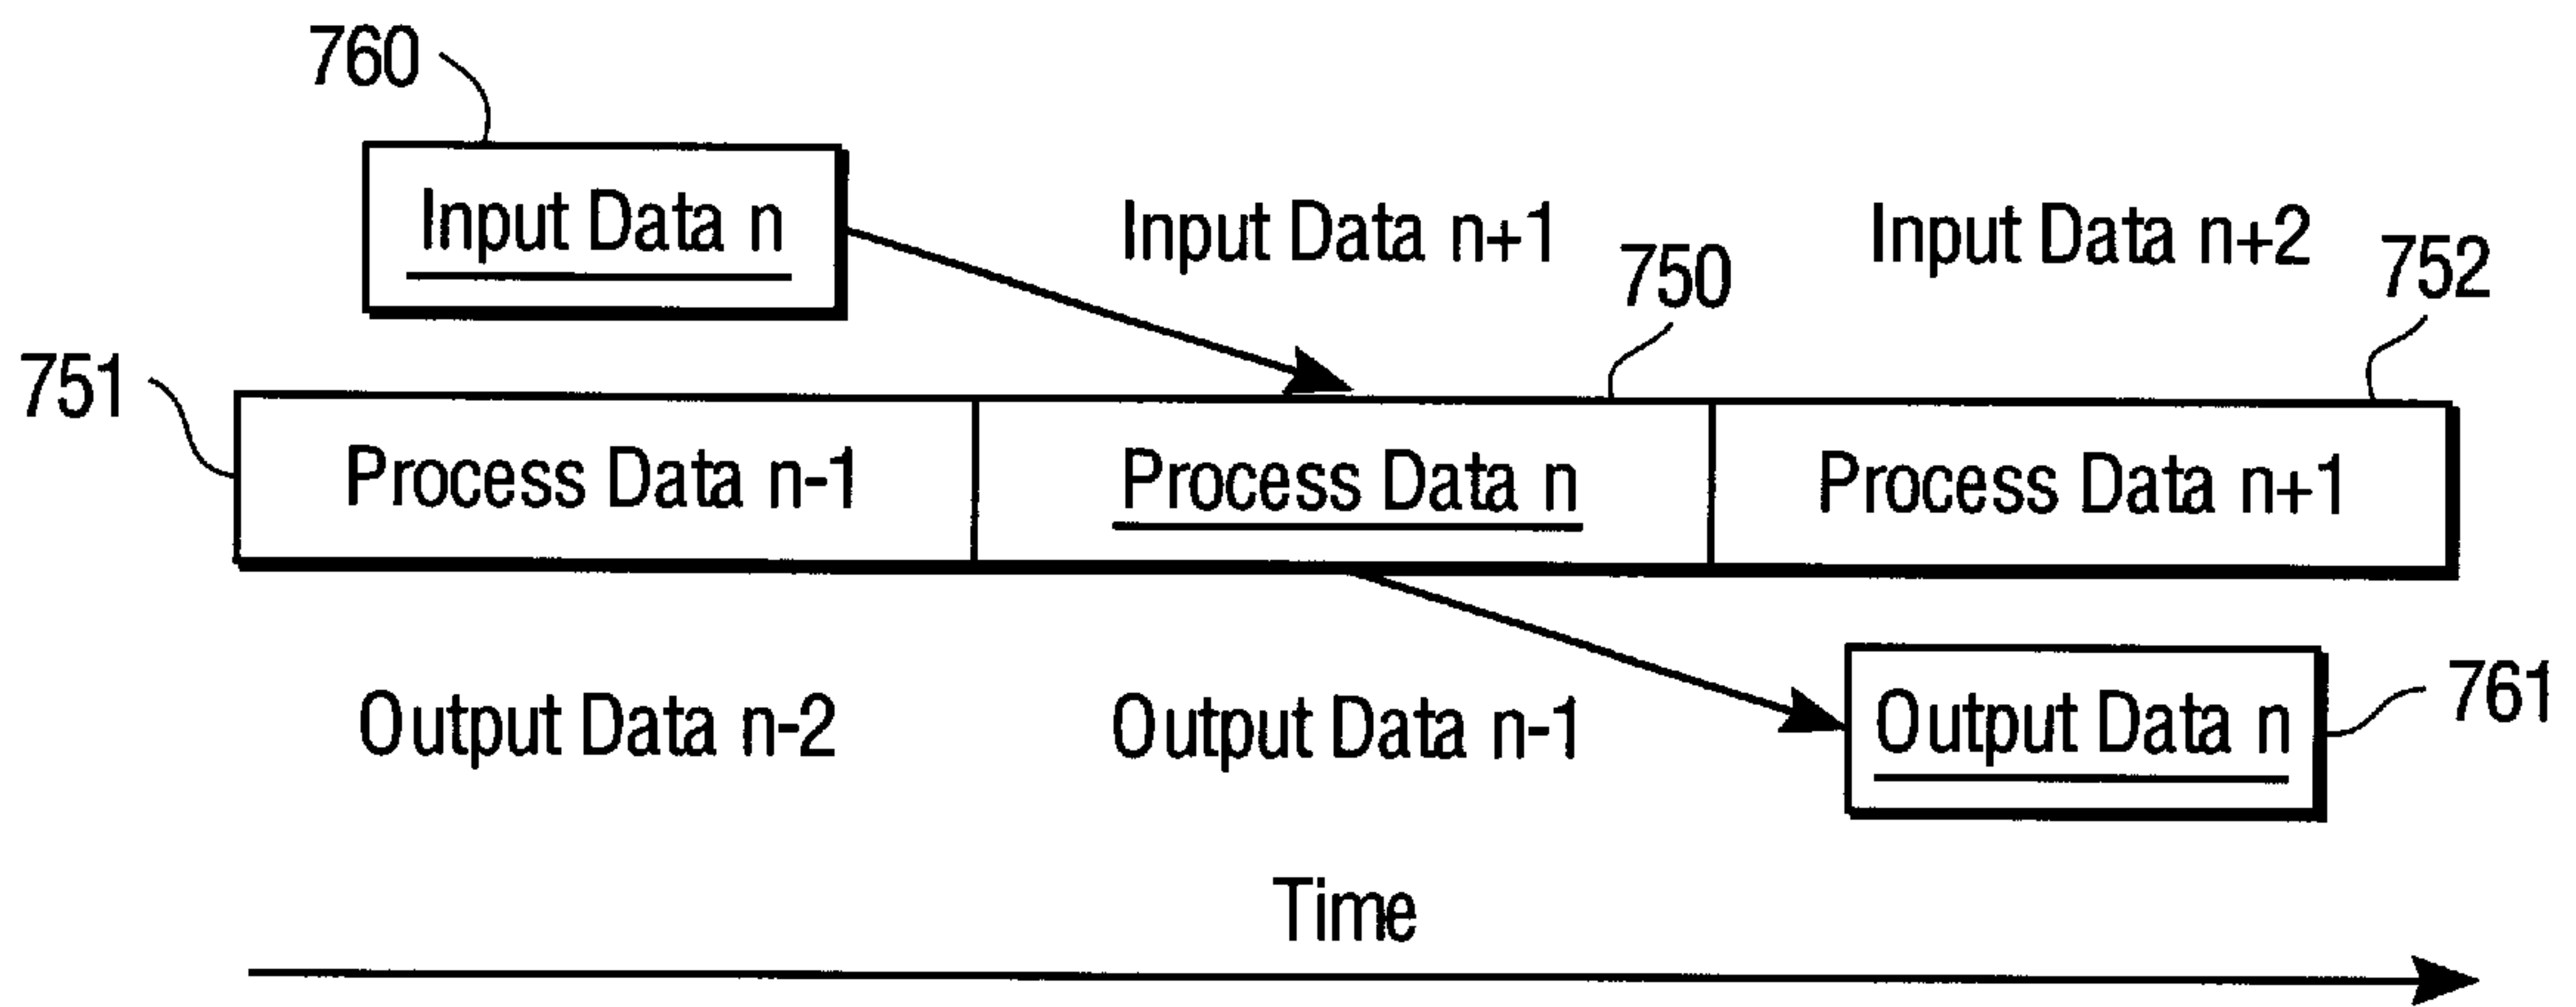 760
Input Data n
Input Data n+1
Input Data n+2
750
752
751
Process Data n-1
Process Data n
Process Data n+1
Output Data n-2
Output Data n-1
Output Data n
761
Time